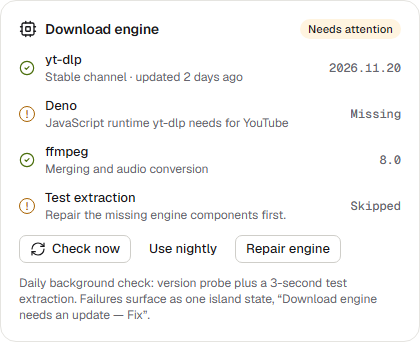 Download engine
Needs attention
yt-dlp
2026.11.20
Stable channel · updated 2 days ago
Deno
Missing
JavaScript runtime yt-dlp needs for YouTube
ffmpeg
8.0
Merging and audio conversion
Test extraction
Skipped
Repair the missing engine components first.
Check now
Use nightly
Repair engine
Daily background check: version probe plus a 3-second test
extraction. Failures surface as one island state, “Download engine
needs an update — Fix”.